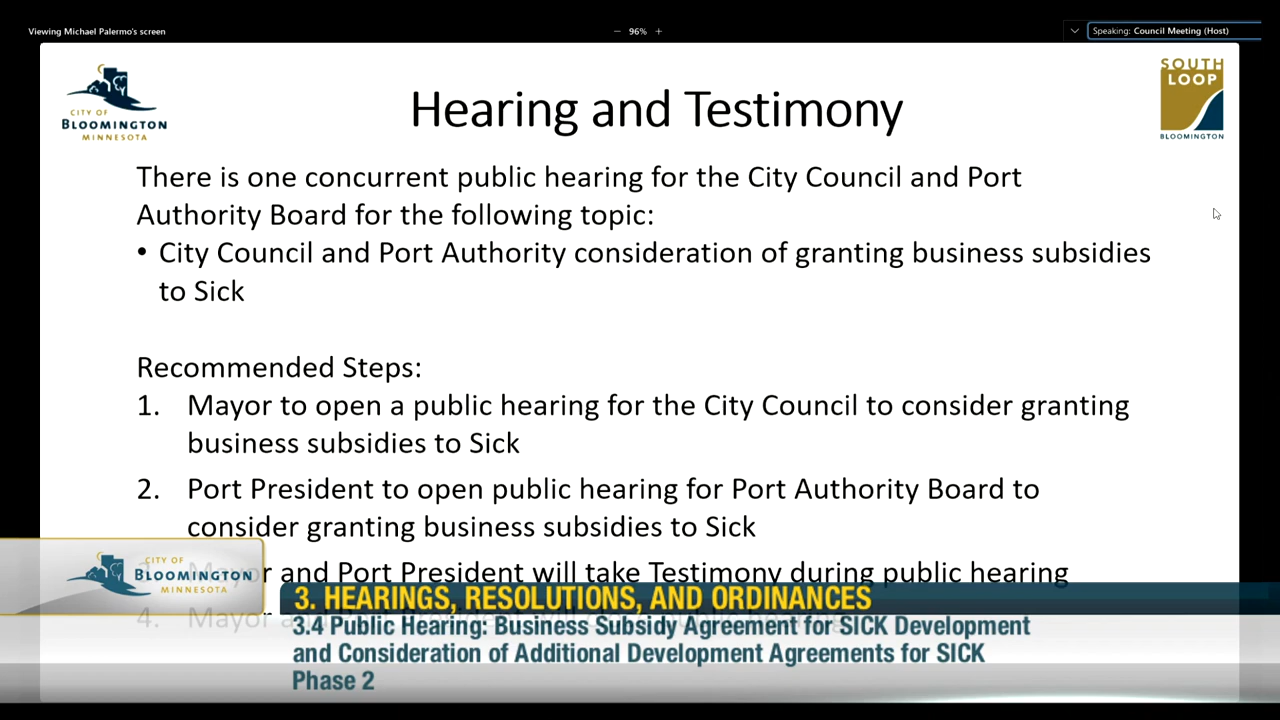 Viewing Michael Palermo's screen
96%
Speaking: Council Meeting (Host)
CITY OF
BLOOMINGTON
MINNESOTA
SOUTH
LOOP
BLOOMINGTON
Hearing and Testimony
There is one concurrent public hearing for the City Council and Port
Authority Board for the following topic:
• City Council and Port Authority consideration of granting business subsidies
to Sick
Recommended Steps:
1. Mayor to open a public hearing for the City Council to consider granting
business subsidies to Sick
2. Port President to open public hearing for Port Authority Board to
consider granting business subsidies to Sick
Mayor and Port President will take Testimony during public hearing
4. Mayor and
CITY OF
BLOOMINGTON
MINNESOTA
3. HEARINGS, RESOLUTIONS, AND ORDINANCES
3.4 Public Hearing: Business Subsidy Agreement for SICK Development
and Consideration of Additional Development Agreements for SICK
Phase 2